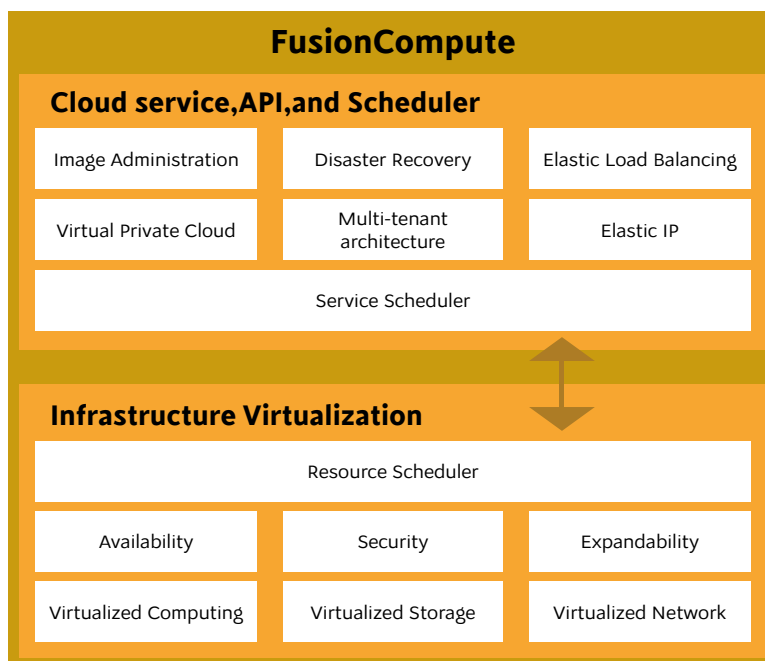 FusionCompute
Cloud service,API,and Scheduler
Image Administration
Disaster Recovery
Elastic Load Balancing
Virtual Private Cloud
Multi-tenant
architecture
Elastic IP
Service Scheduler
Infrastructure Virtualization
Resource Scheduler
Availability
Security
Expandability
Virtualized Computing
Virtualized Storage
Virtualized Network